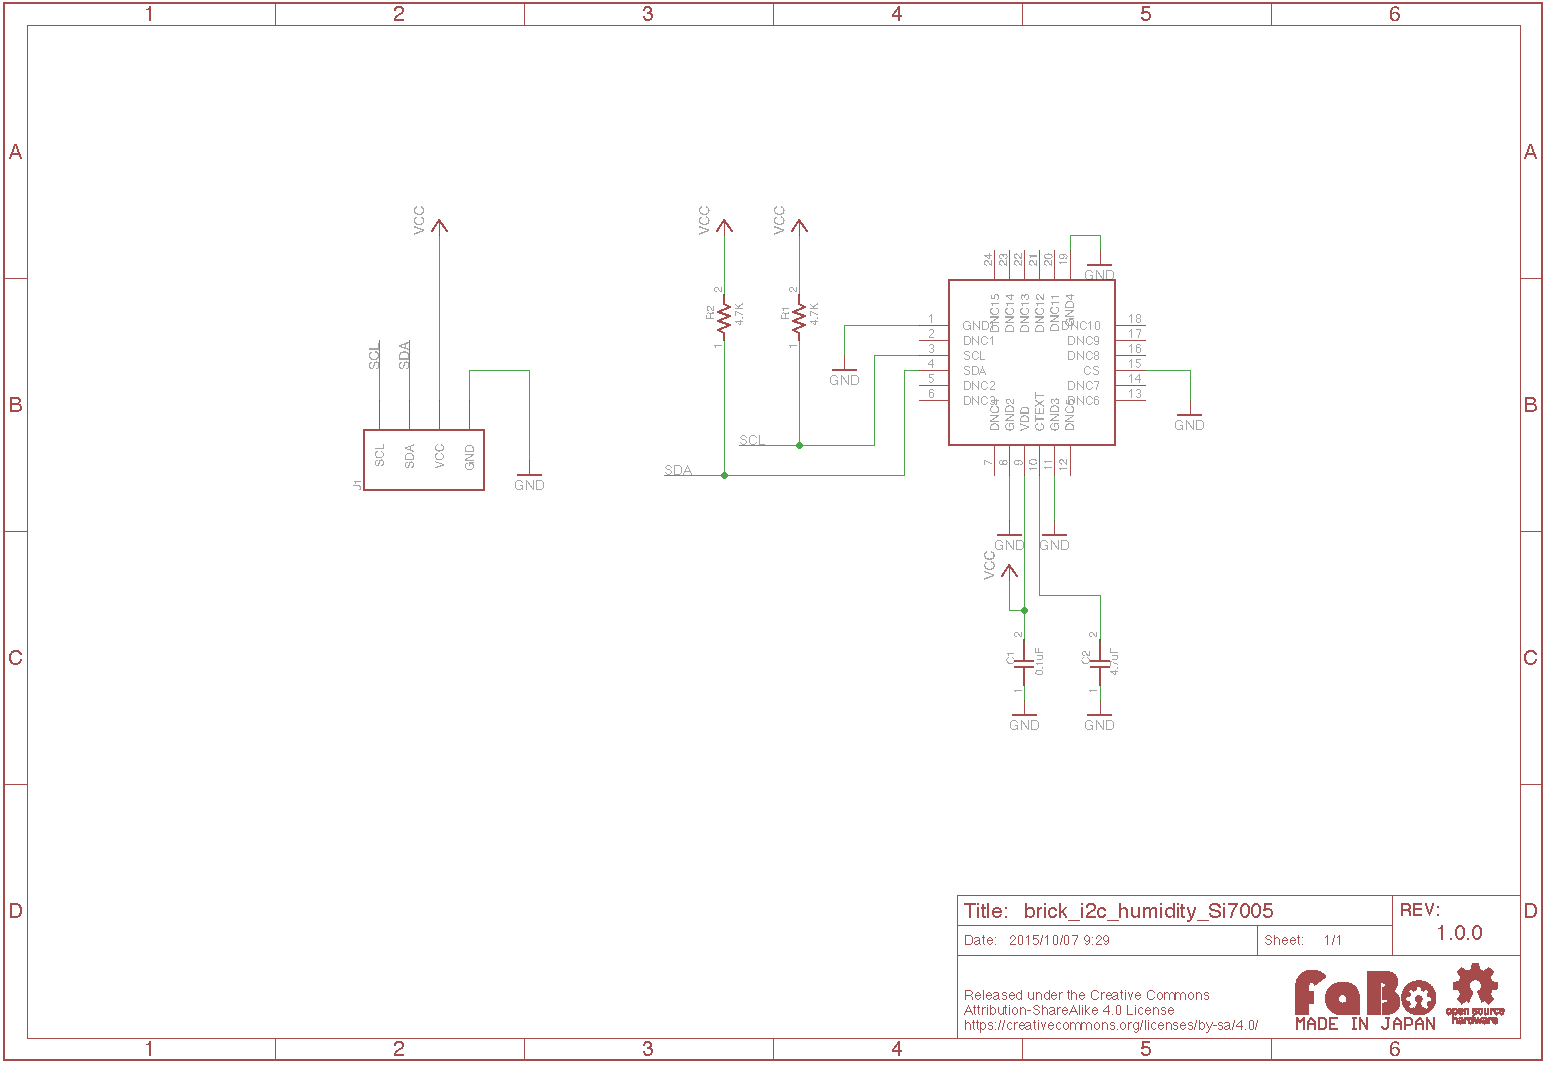 1 2 3 4 5 6
A A
B B
C C
D D
VCC
SCL
SDA
SCL
SDA
VCC
GND
J1
GND
VCC
VCC
2
R2
4.7K
1
2
R1
4.7K
1
SCL
SDA
GND
24
23
22
21
20
19
GND
DNC15
DNC14
DNC13
DNC12
DNC11
GND4
1
2
3
4
5
6
DNC1
SCL
SDA
DNC2
DNC3
DNC10
DNC9
DNC8
CS
DNC7
DNC6
18
17
16
15
14
13
GND
DNC4
GND2
VDD
CTEXT
GND3
DNC5
7
8
9
10
11
12
GND
GND
VCC
2
C1
0.1uF
1
GND
2
C2
4.7uF
1
GND
Title: brick_i2c_humidity_Si7005
REV:
1.0.0
Date: 2015/10/07 9:29
Sheet: 1/1
Released under the Creative Commons
Attribution-ShareAlike 4.0 License
https://creativecommons.org/licenses/by-sa/4.0/
FaBo
MADE IN JAPAN
open source
hardware
1 2 3 4 5 6